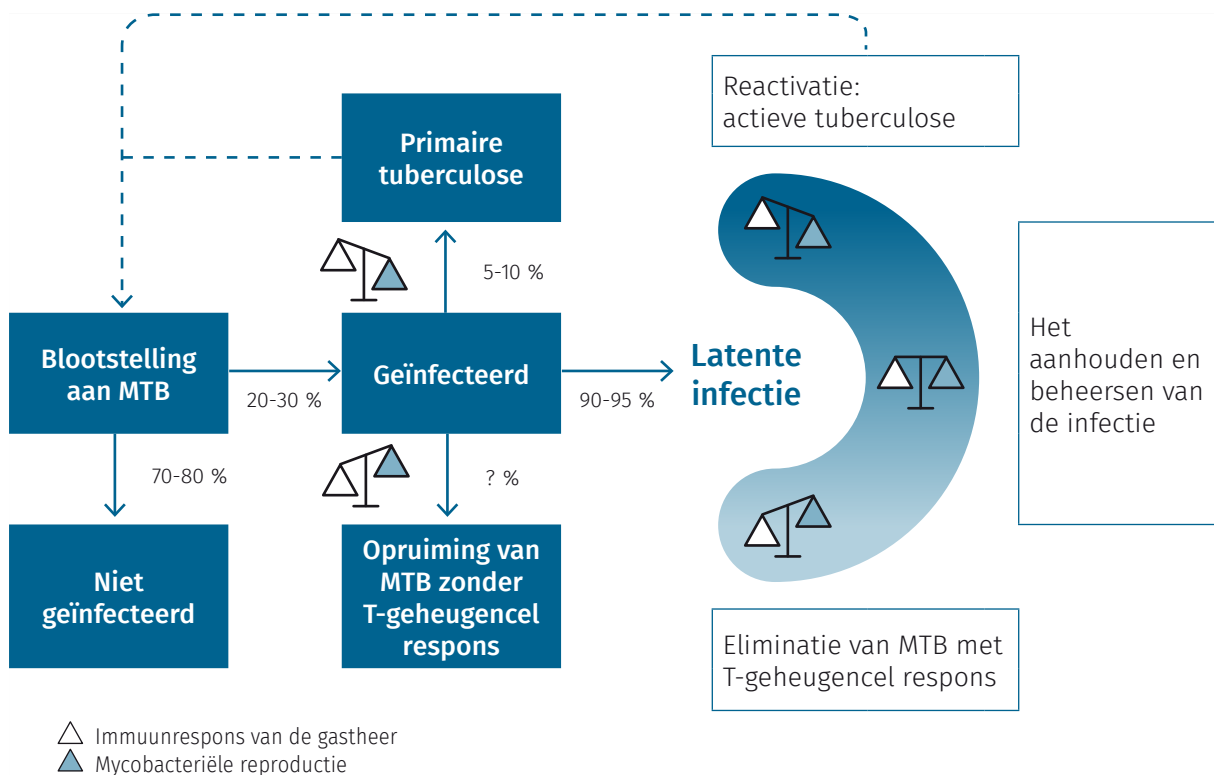 Reactivatie:
actieve tuberculose
Primaire
tuberculose
5-10 %
Blootstelling
aan MTB
20-30 %
Geïnfecteerd
90-95 %
Latente
infectie
Het
aanhouden en
beheersen van
de infectie
70-80 %
? %
Niet
geïnfecteerd
Opruiming van
MTB zonder
T-geheugencel
respons
Eliminatie van MTB met
T-geheugencel respons
Immuunrespons van de gastheer
Mycobacteriële reproductie